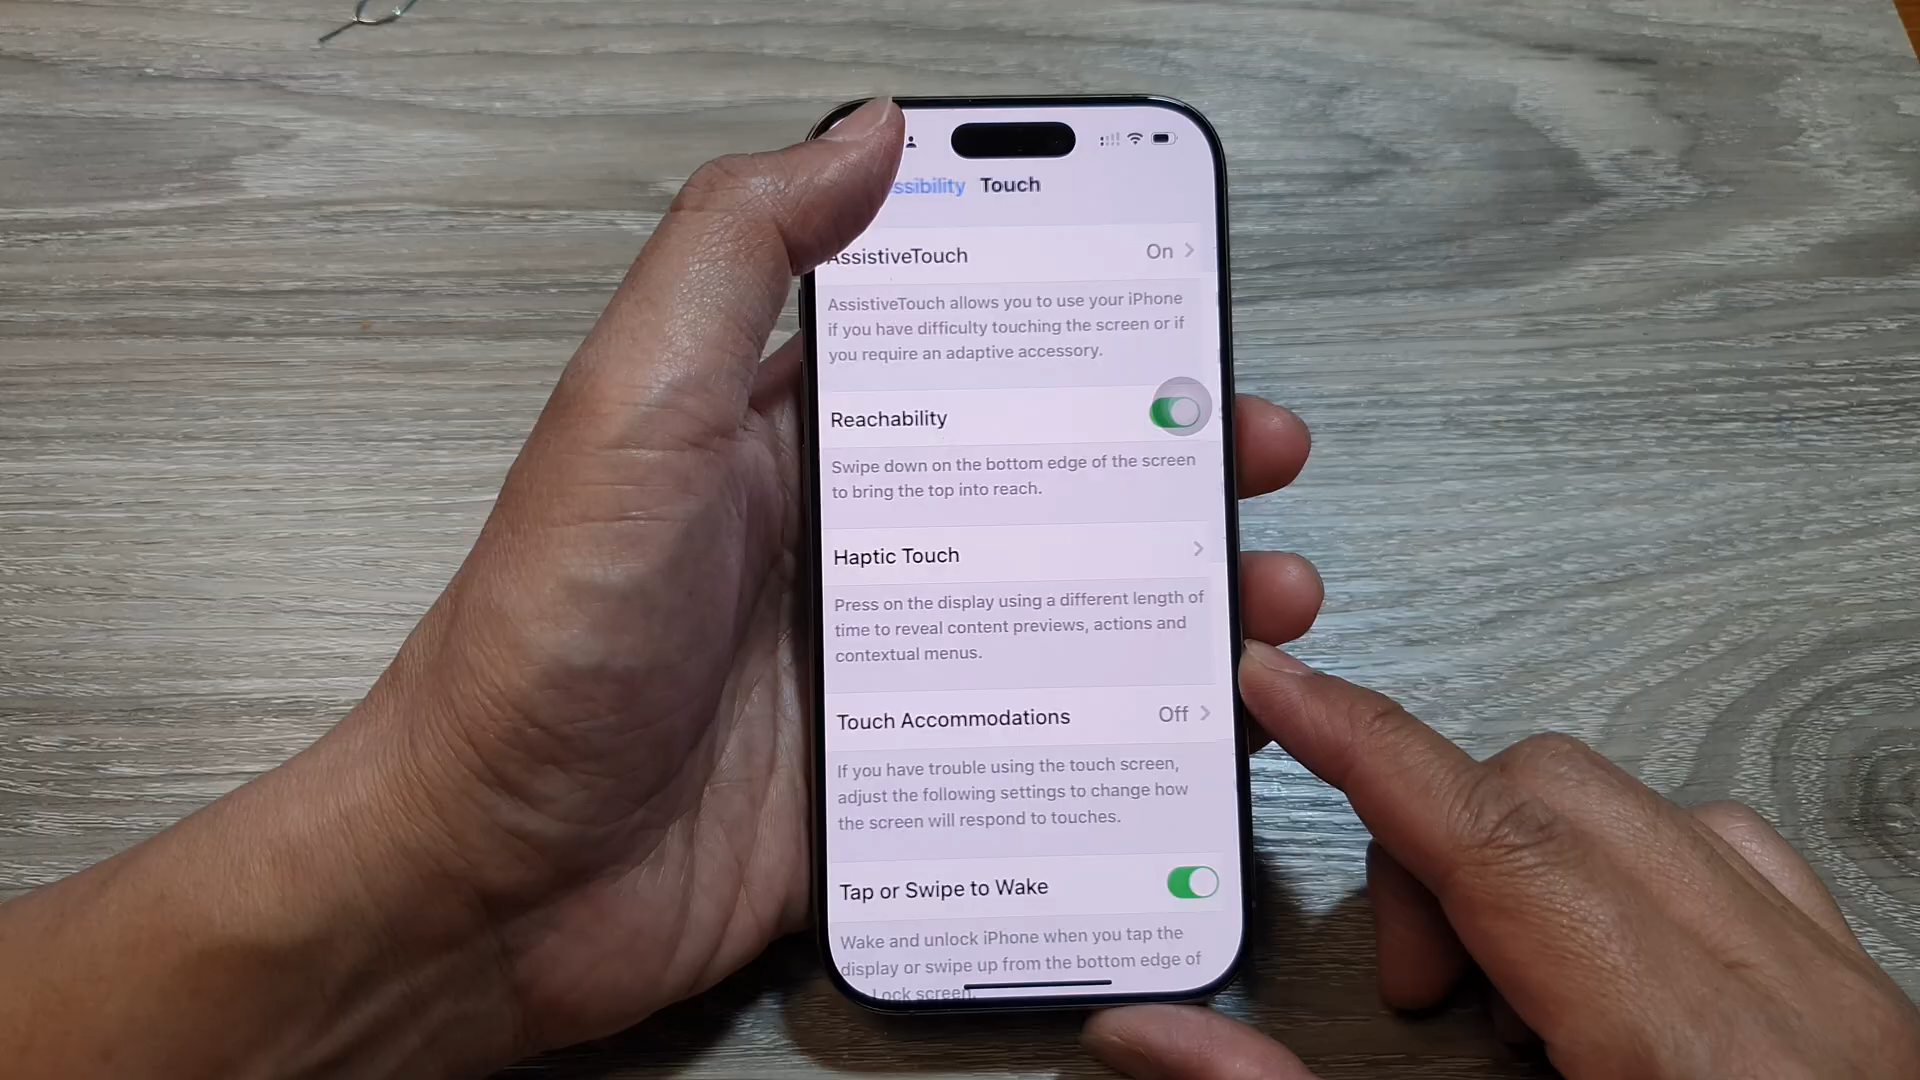 ssibility Touch
AssistiveTouch On
AssistiveTouch allows you to use your iPhone
if you have difficulty touching the screen or if
you require an adaptive accessory.
Reachability
Swipe down on the bottom edge of the screen
to bring the top into reach.
Haptic Touch
Press on the display using a different length of
time to reveal content previews, actions and
contextual menus.
Touch Accommodations Off
If you have trouble using the touch screen,
adjust the following settings to change how
the screen will respond to touches.
Tap or Swipe to Wake
Wake and unlock iPhone when you tap the
display or swipe up from the bottom edge of
Lock screen.